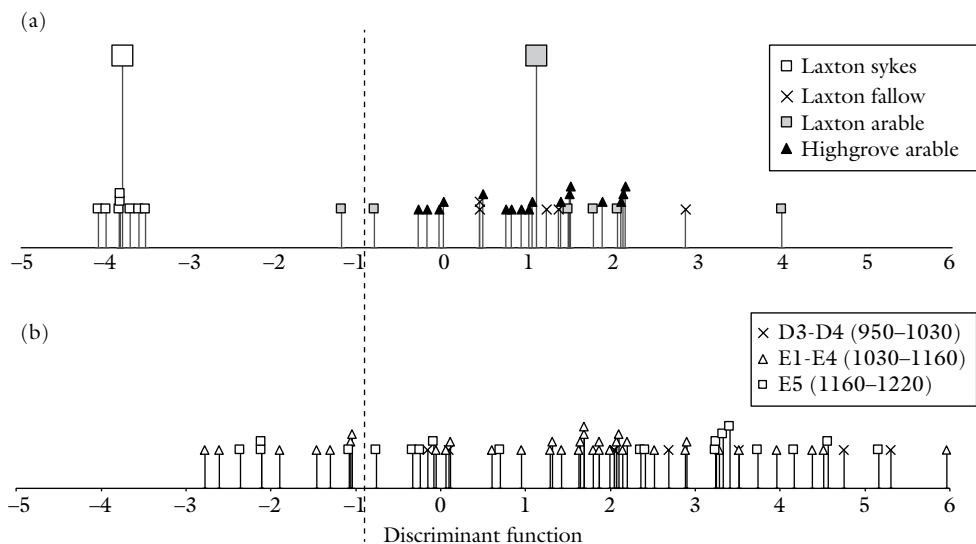 (a)
Laxton sykes
Laxton fallow
Laxton arable
Highgrove arable
−5 −4 −3 −2 −1 0 1 2 3 4 5 6
(b)
D3-D4 (950–1030)
E1-E4 (1030–1160)
E5 (1160–1220)
−5 −4 −3 −2 −1 0 1 2 3 4 5 6
Discriminant function